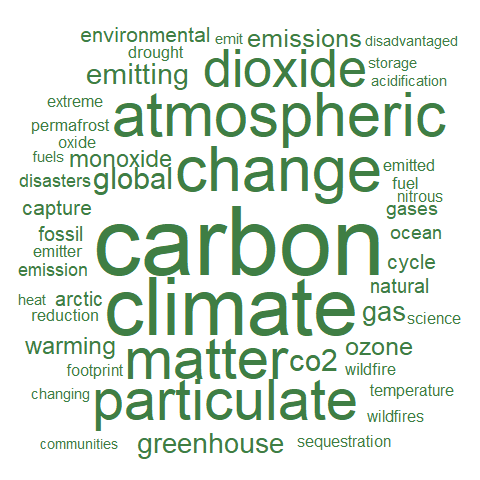 environmental emit emissions disadvantaged
drought
emitting dioxide storage
acidification
extreme atmospheric
permafrost
oxide
fuels monoxide change emitted
disasters global fuel
nitrous
capture gases
fossil carbon ocean
emitter
emission cycle
heat arctic climate natural
reduction gas science
warming matter co2 ozone
footprint wildfire
changing particulate temperature
wildfires
communities greenhouse sequestration